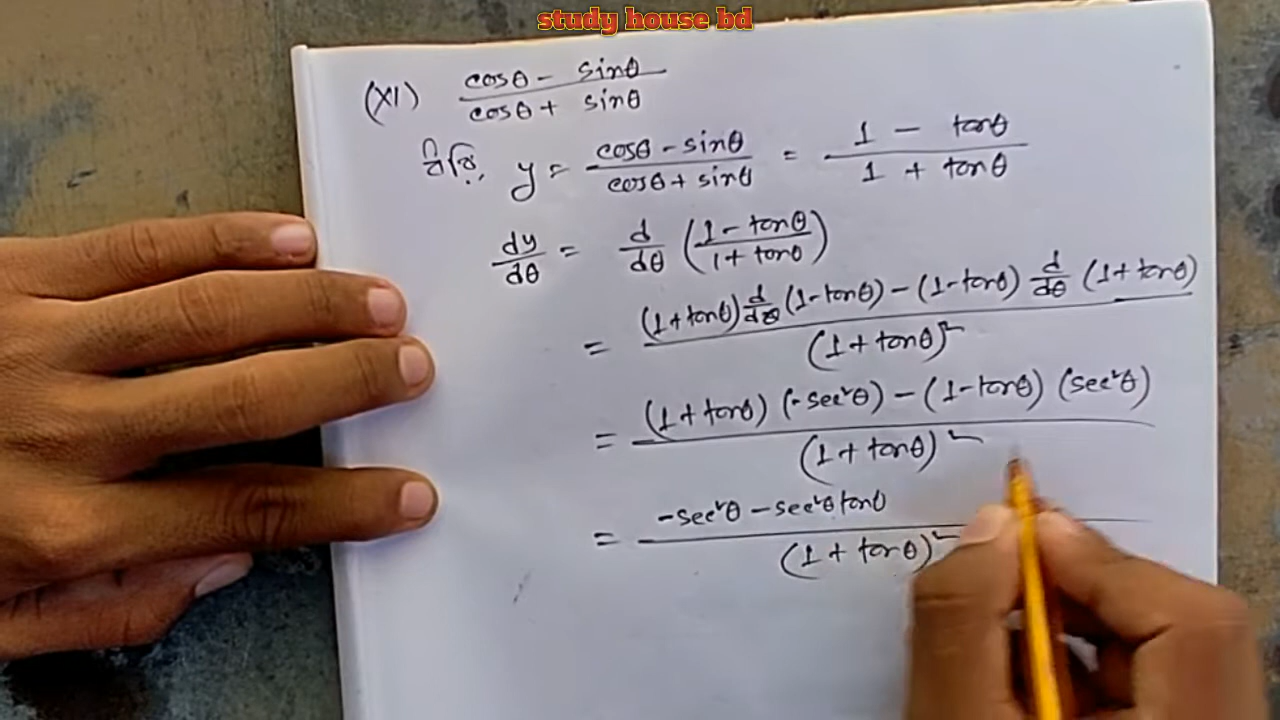 study house bd
(XI) cosθ - sinθ / cosθ + sinθ
ধরি, y = cosθ - sinθ / cosθ + sinθ = 1 - tanθ / 1 + tanθ
dy/dθ = d/dθ (1 - tanθ / 1 + tanθ)
= (1 + tanθ) d/dθ (1 - tanθ) - (1 - tanθ) d/dθ (1 + tanθ) / (1 + tanθ)²
= (1 + tanθ) (-sec²θ) - (1 - tanθ) (sec²θ) / (1 + tanθ)²
= -sec²θ - sec²θ tanθ / (1 + tanθ)²